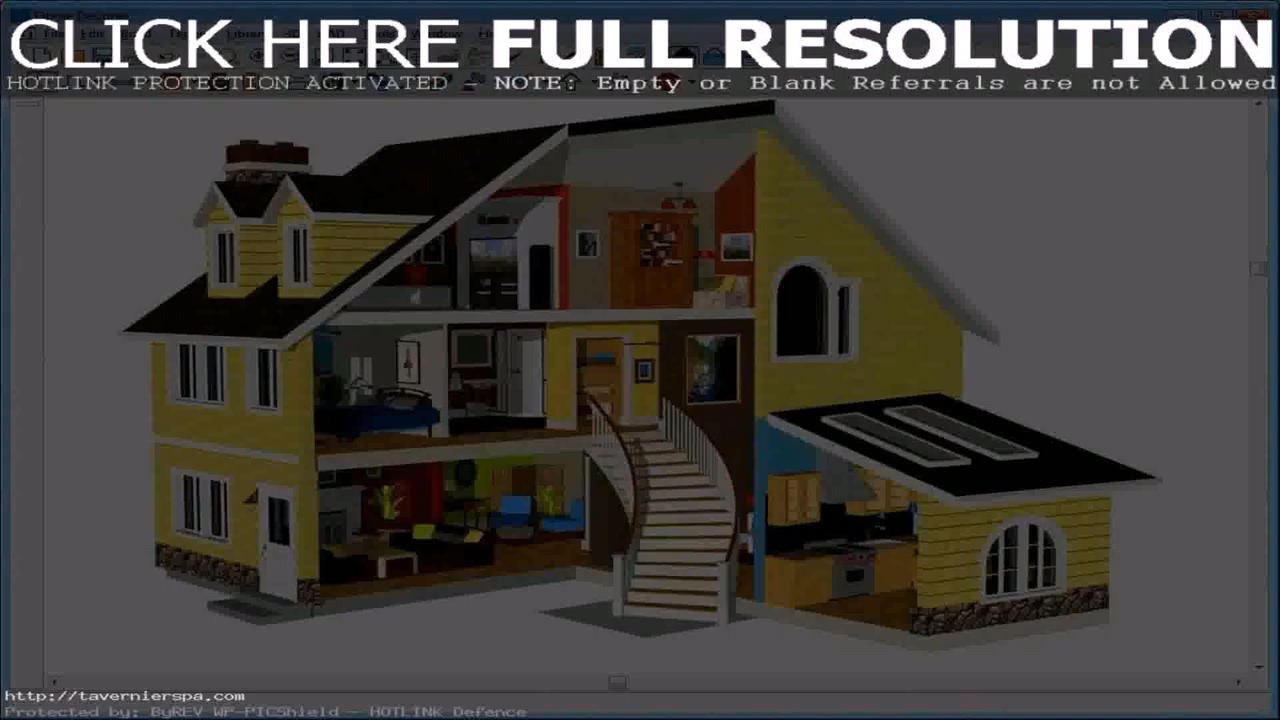 CLICK HERE FULL RESOLUTION
HOTLINK PROTECTION ACTIVATED - NOTE: Empty or Blank Referrals are not Allowed
http://tavernierspa.com
Protected by: ByREV WP-PICShield - HOTLINK Defence